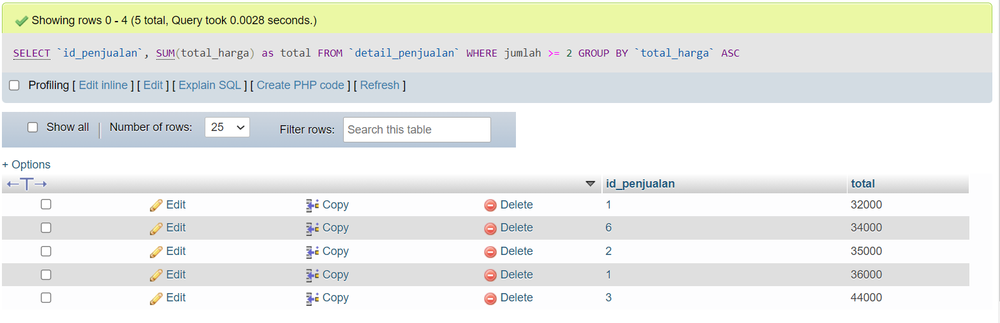 Showing rows 0 - 4 (5 total, Query took 0.0028 seconds.)
SELECT `id_penjualan`, SUM(total_harga) as total FROM `detail_penjualan` WHERE jumlah >= 2 GROUP BY `total_harga` ASC
Profiling [ Edit inline ] [ Edit ] [ Explain SQL ] [ Create PHP code ] [ Refresh ]
Show all Number of rows: 25 Filter rows: Search this table
+ Options
←T→ id_penjualan total
Edit Copy Delete 1 32000
Edit Copy Delete 6 34000
Edit Copy Delete 2 35000
Edit Copy Delete 1 36000
Edit Copy Delete 3 44000